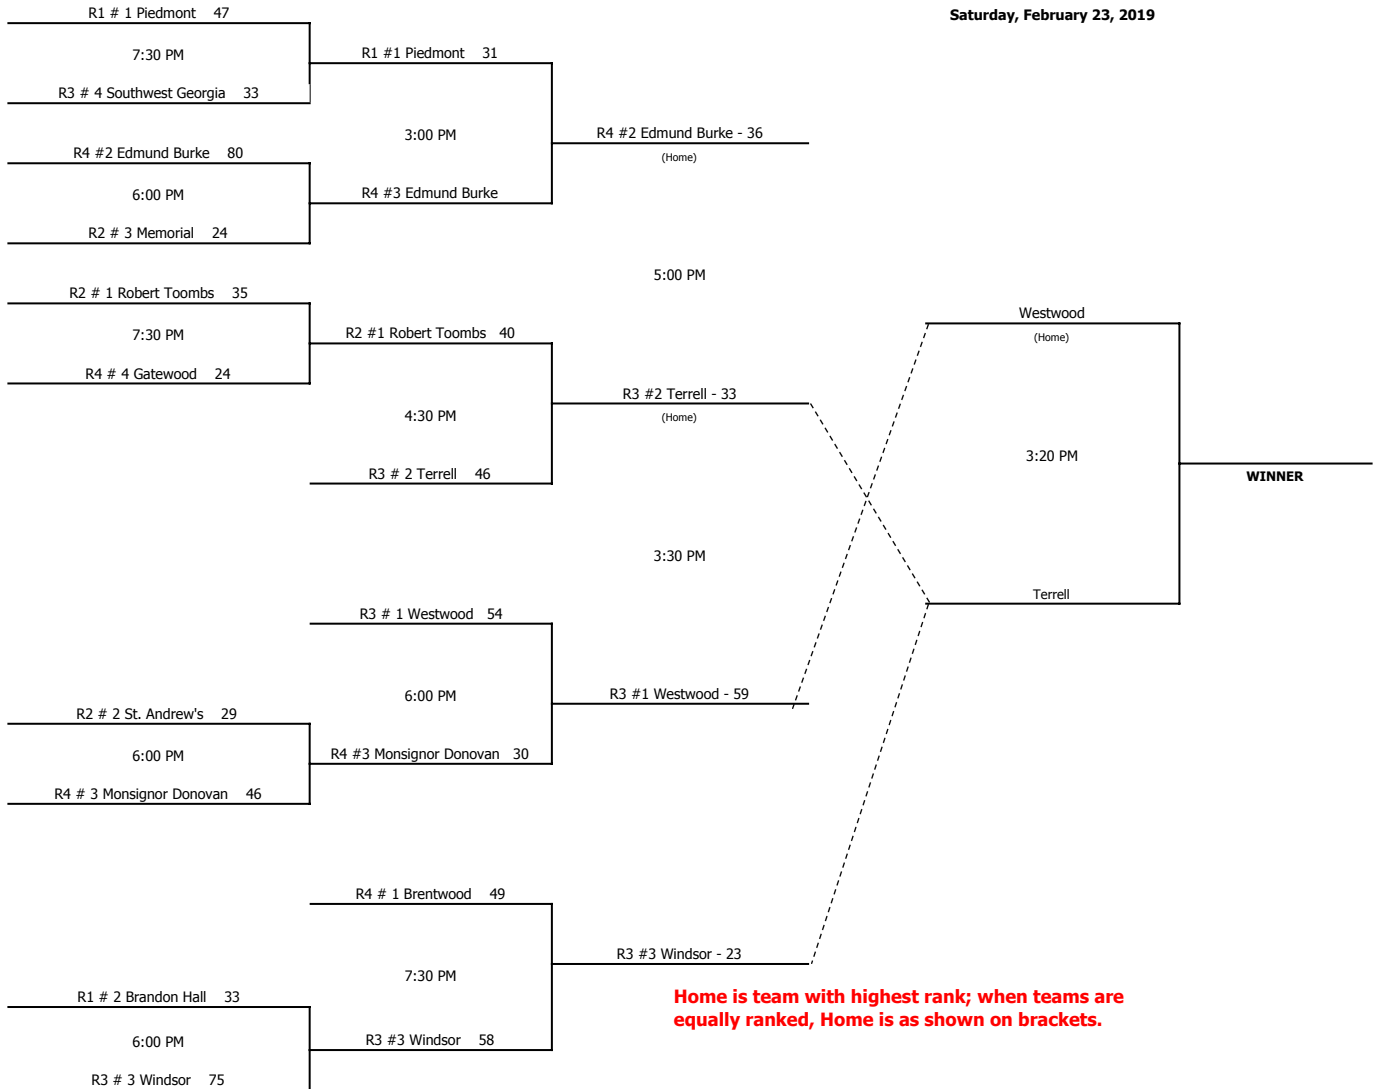 Saturday, February 23, 2019
R1 # 1 Piedmont 47
7:30 PM
R3 # 4 Southwest Georgia 33
R4 #2 Edmund Burke 80
6:00 PM
R2 # 3 Memorial 24
R2 # 1 Robert Toombs 35
7:30 PM
R4 # 4 Gatewood 24
R2 # 2 St. Andrew's 29
6:00 PM
R4 # 3 Monsignor Donovan 46
R1 # 2 Brandon Hall 33
6:00 PM
R3 # 3 Windsor 75
R1 #1 Piedmont 31
3:00 PM
R4 #3 Edmund Burke
R2 #1 Robert Toombs 40
4:30 PM
R3 # 2 Terrell 46
R3 # 1 Westwood 54
6:00 PM
R4 #3 Monsignor Donovan 30
R4 # 1 Brentwood 49
7:30 PM
R3 #3 Windsor 58
R4 #2 Edmund Burke - 36
(Home)
5:00 PM
R3 #2 Terrell - 33
(Home)
3:30 PM
R3 #1 Westwood - 59
R3 #3 Windsor - 23
Westwood
(Home)
3:20 PM
Terrell
WINNER
Home is team with highest rank; when teams are
equally ranked, Home is as shown on brackets.